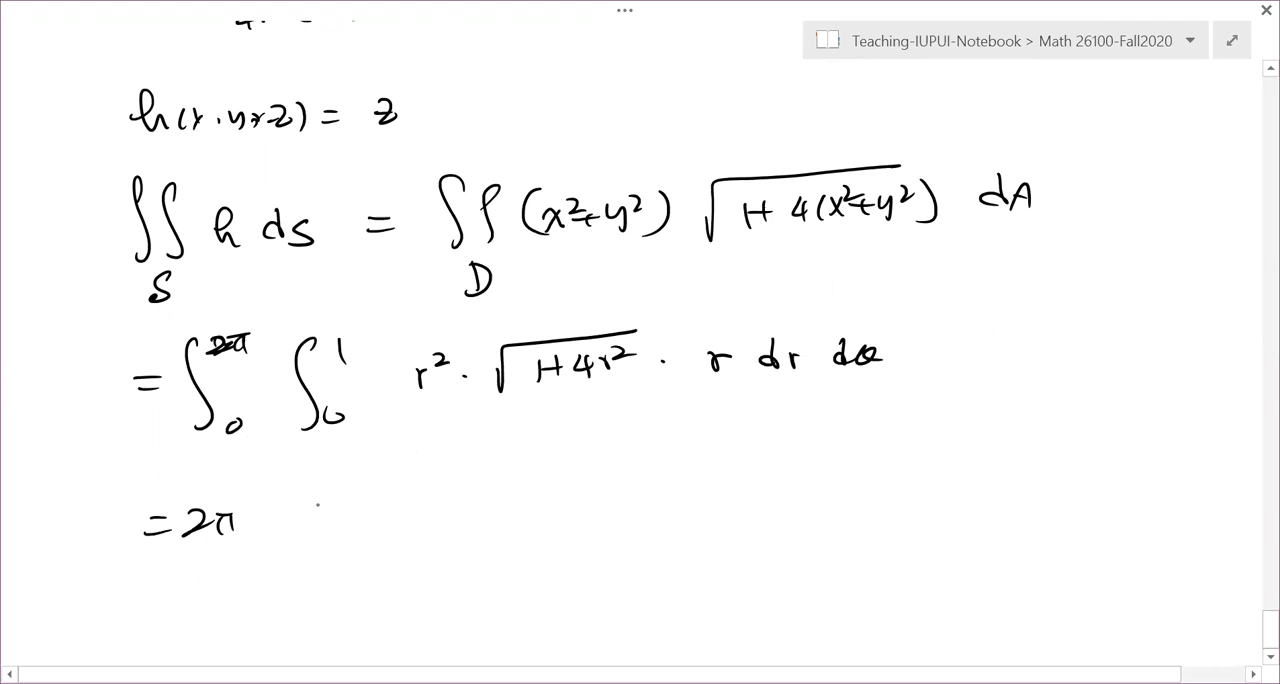 Teaching-IUPUI-Notebook > Math 26100-Fall2020
h(x,y,z) = z
∬_S h dS = ∬_D (x²+y²) √(1+4(x²+y²)) dA
= ∫_0^{2π} ∫_0^1 r² · √(1+4r²) · r dr dθ
= 2π